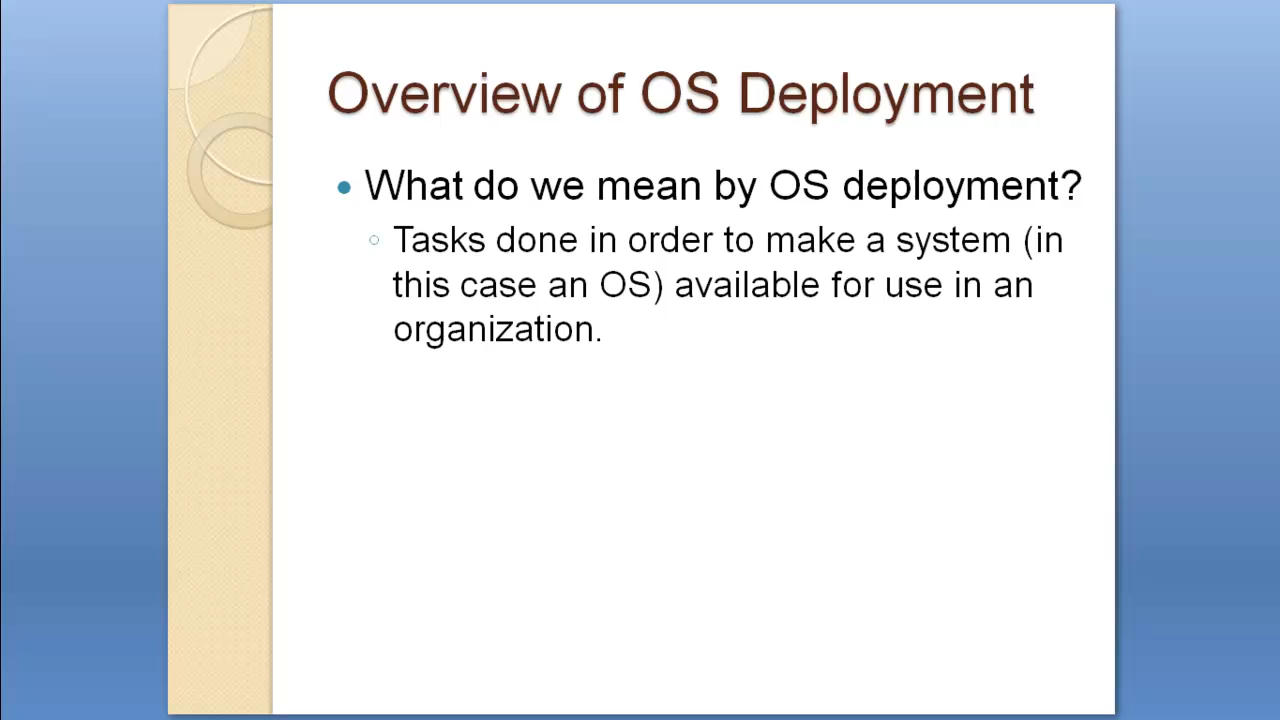 Overview of OS Deployment
What do we mean by OS deployment?
Tasks done in order to make a system (in
this case an OS) available for use in an
organization.